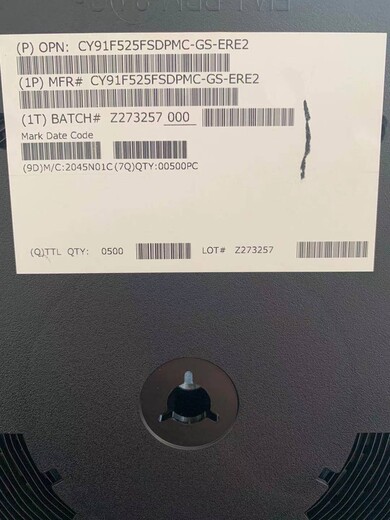 (P) OPN: CY91F525FSDPMC-GS-ERE2
(1P) MFR# CY91F525FSDPMC-GS-ERE2
(1T) BATCH# Z273257 000
Mark Date Code
(9D)M/C:2045N01C(7Q)QTY:00500PC
(Q)TTL QTY: 0500 LOT# Z273257